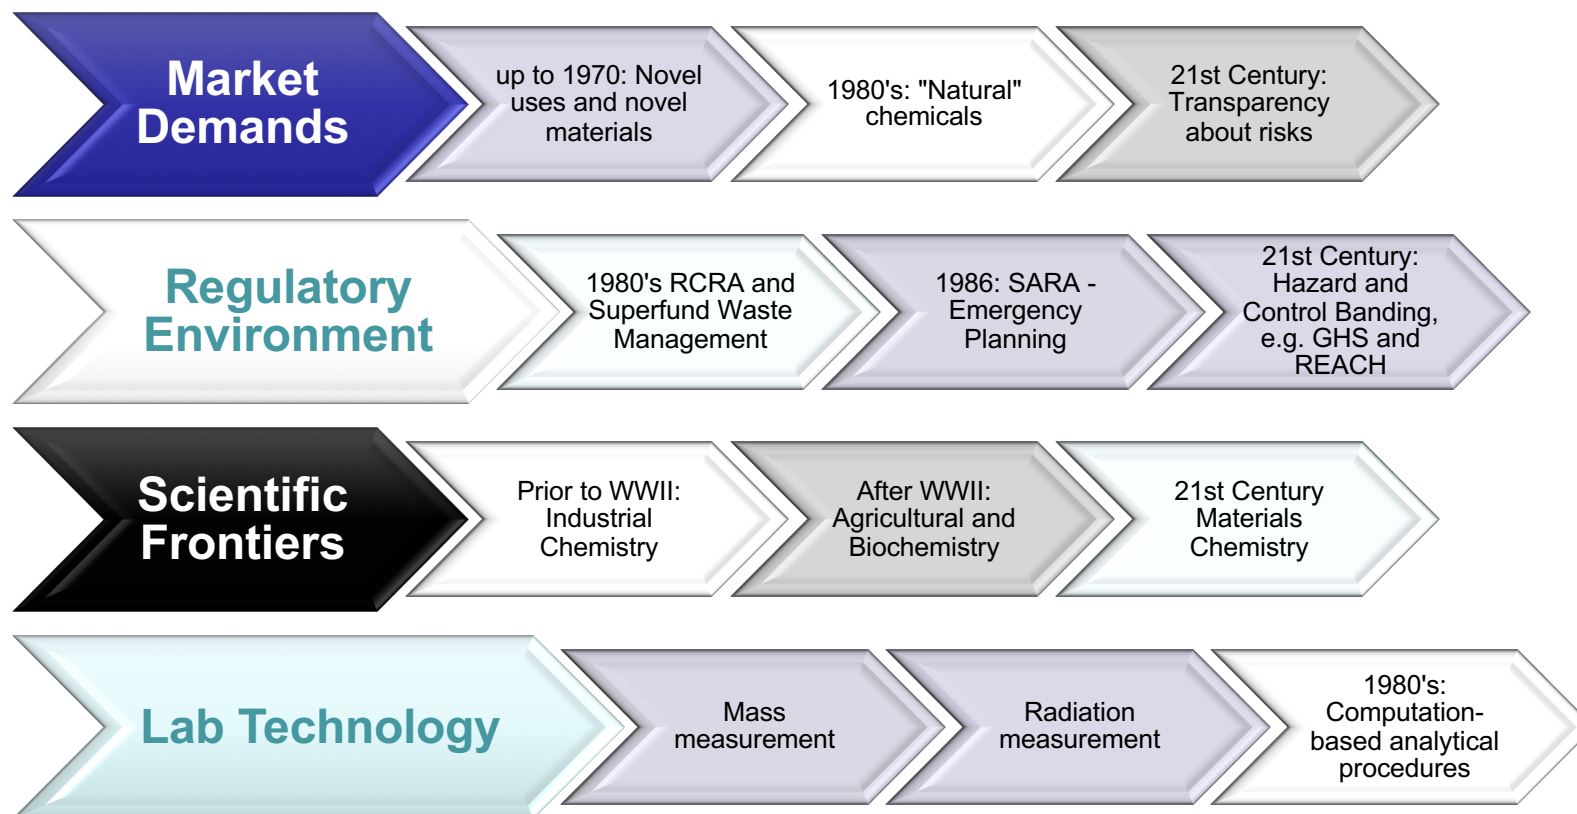 Market
Demands
up to 1970: Novel
uses and novel
materials
1980's: "Natural"
chemicals
21st Century:
Transparency
about risks
Regulatory
Environment
1980's RCRA and
Superfund Waste
Management
1986: SARA -
Emergency
Planning
21st Century:
Hazard and
Control Banding,
e.g. GHS and
REACH
Scientific
Frontiers
Prior to WWII:
Industrial
Chemistry
After WWII:
Agricultural and
Biochemistry
21st Century
Materials
Chemistry
Lab Technology
Mass
measurement
Radiation
measurement
1980's:
Computation-
based analytical
procedures